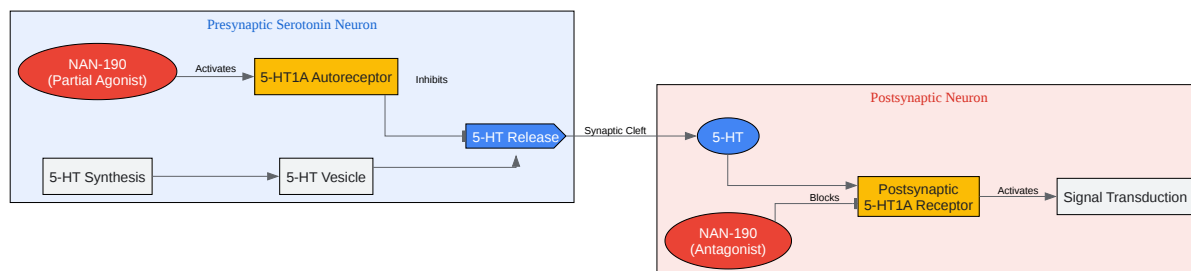 Presynaptic Serotonin Neuron
NAN-190
(Partial Agonist)
Activates
5-HT1A Autoreceptor
Inhibits
5-HT Release
5-HT Synthesis
5-HT Vesicle
Synaptic Cleft
Postsynaptic Neuron
5-HT
Postsynaptic
5-HT1A Receptor
Blocks
NAN-190
(Antagonist)
Activates
Signal Transduction